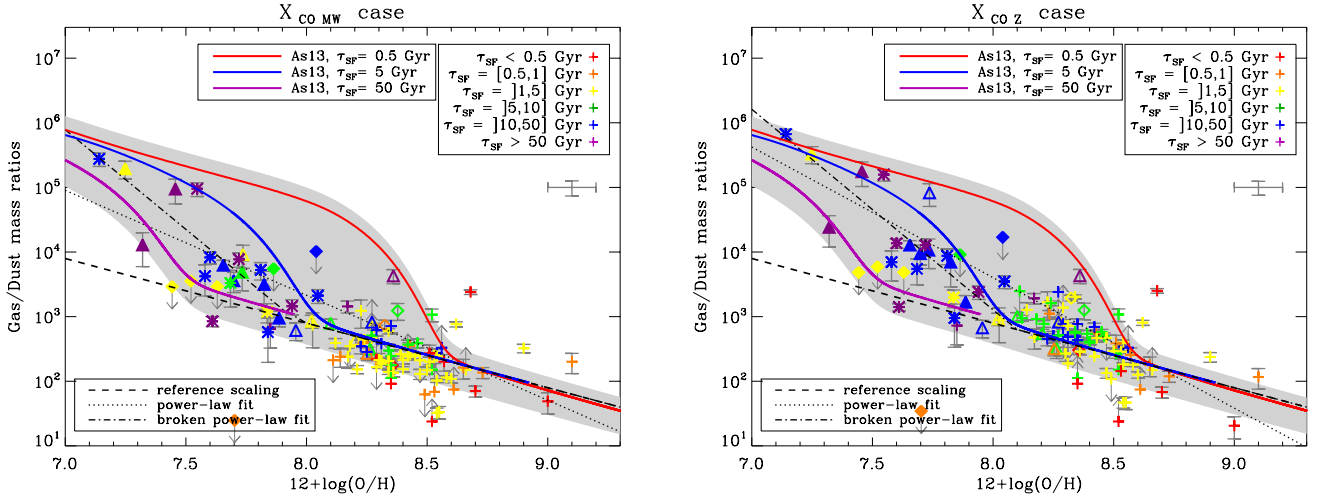 X CO MW case
Gas/Dust mass ratios
10^7
10^6
10^5
10^4
10^3
10^2
10^1
As13, τSF= 0.5 Gyr
As13, τSF= 5 Gyr
As13, τSF= 50 Gyr
τSF < 0.5 Gyr
τSF = [0.5,1] Gyr
τSF = ]1,5] Gyr
τSF = ]5,10] Gyr
τSF = ]10,50] Gyr
τSF > 50 Gyr
reference scaling
power-law fit
broken power-law fit
7.0 7.5 8.0 8.5 9.0
12+log(O/H)
X CO Z case
Gas/Dust mass ratios
10^7
10^6
10^5
10^4
10^3
10^2
10^1
As13, τSF= 0.5 Gyr
As13, τSF= 5 Gyr
As13, τSF= 50 Gyr
τSF < 0.5 Gyr
τSF = [0.5,1] Gyr
τSF = ]1,5] Gyr
τSF = ]5,10] Gyr
τSF = ]10,50] Gyr
τSF > 50 Gyr
reference scaling
power-law fit
broken power-law fit
7.0 7.5 8.0 8.5 9.0
12+log(O/H)